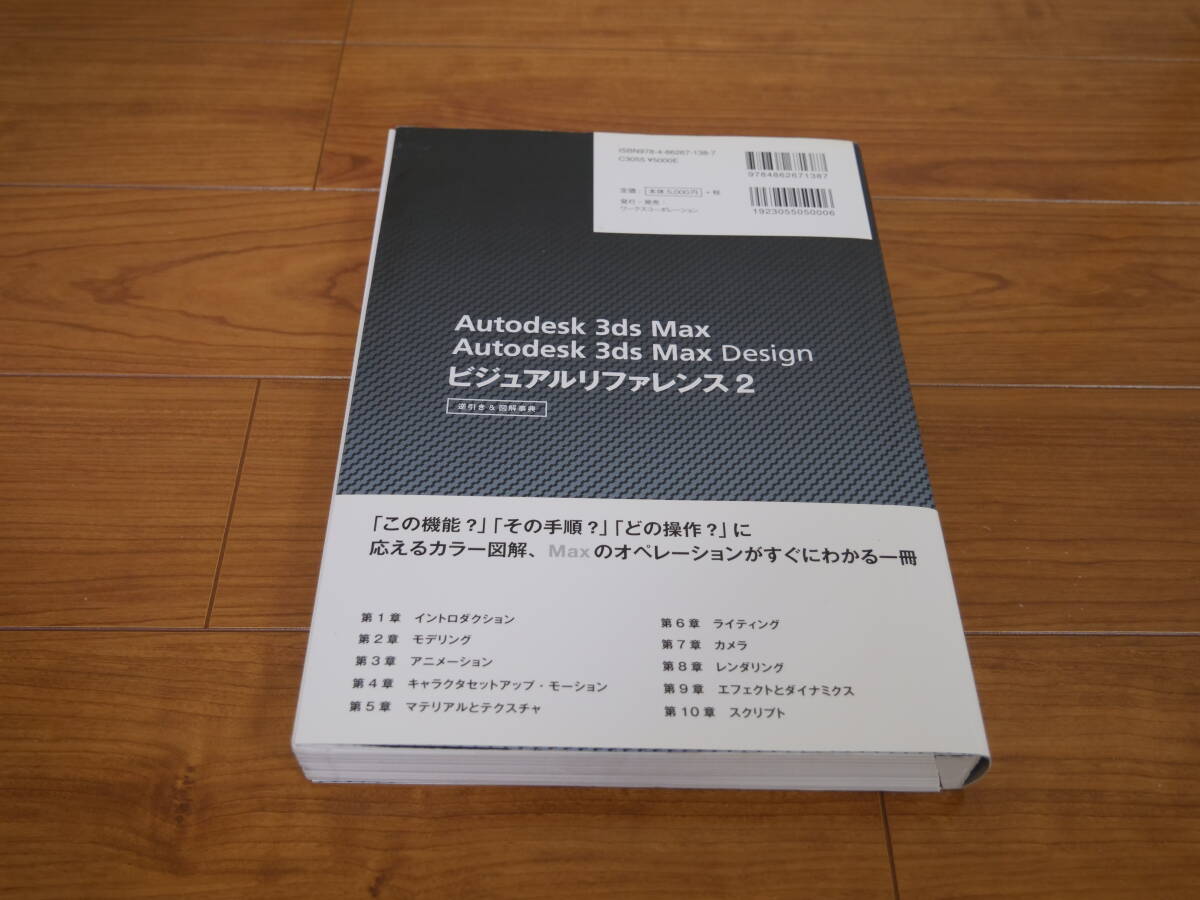 ISBN978-4-86267-138-7
C3055 ¥5000E
9784862671387
定価： 本体 5,000円 +税
発行・発売：
ワークスコーポレーション
1923055050006
Autodesk 3ds Max
Autodesk 3ds Max Design
ビジュアルリファレンス 2
逆引き & 図解事典
「この機能？」「その手順？」「どの操作？」に
応えるカラー図解、Maxのオペレーションがすぐにわかる一冊
第1章 イントロダクション
第2章 モデリング
第3章 アニメーション
第4章 キャラクタセットアップ・モーション
第5章 マテリアルとテクスチャ
第6章 ライティング
第7章 カメラ
第8章 レンダリング
第9章 エフェクトとダイナミクス
第10章 スクリプト